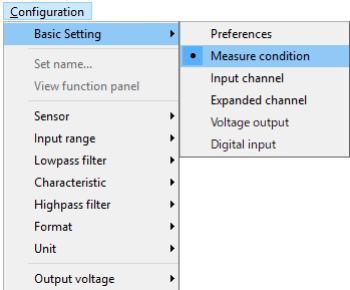 Configuration
Basic Setting
Set name...
View function panel
Sensor
Input range
Lowpass filter
Characteristic
Highpass filter
Format
Unit
Output voltage
Preferences
Measure condition
Input channel
Expanded channel
Voltage output
Digital input